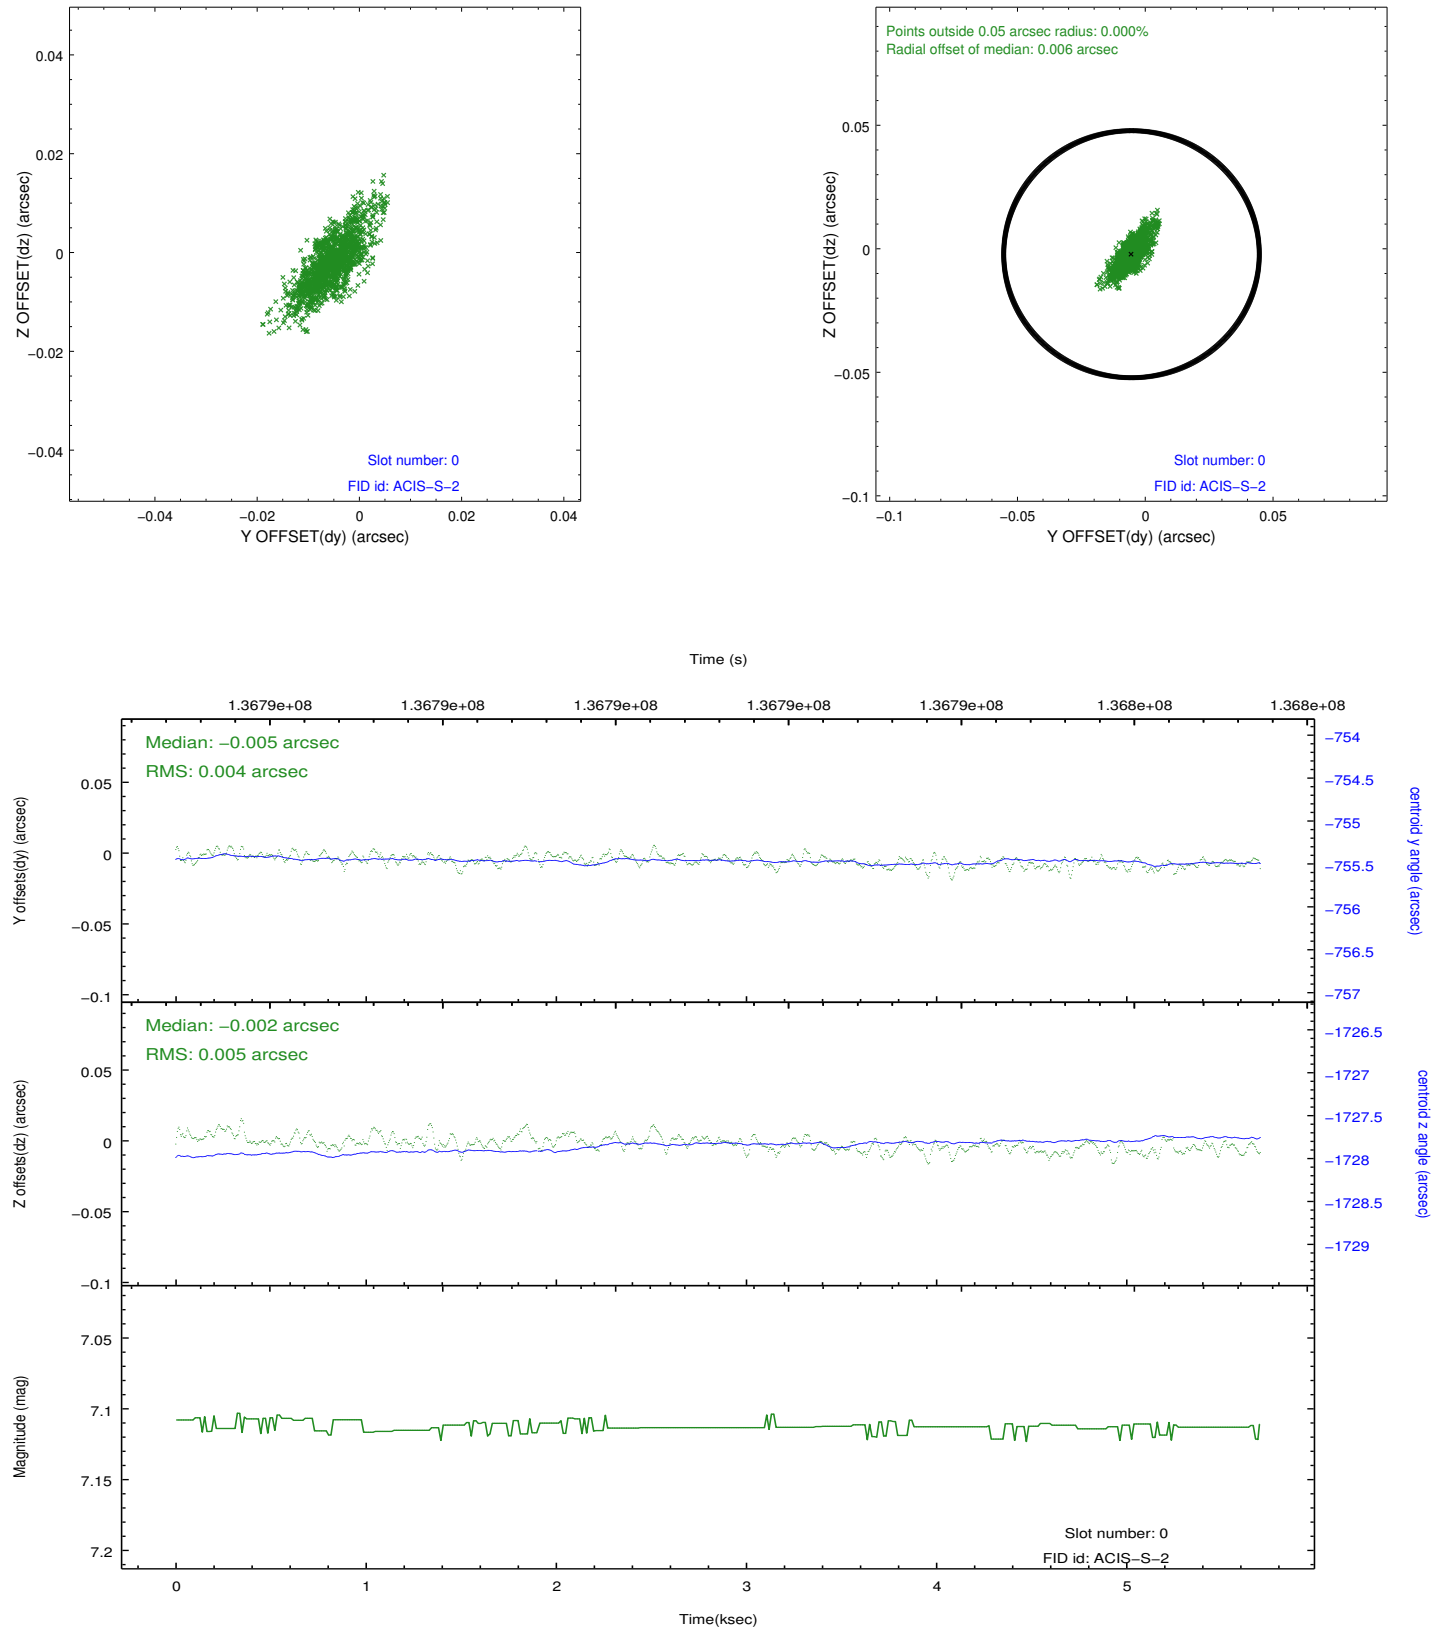 0.04
0.02
0
−0.02
−0.04
Z OFFSET(dz) (arcsec)
Slot number: 0
FID id: ACIS−S−2
−0.04
−0.02
0
0.02
0.04
Y OFFSET(dy) (arcsec)
Points outside 0.05 arcsec radius: 0.000%
Radial offset of median: 0.006 arcsec
0.05
0
−0.05
−0.1
Z OFFSET(dz) (arcsec)
Slot number: 0
FID id: ACIS−S−2
−0.1
−0.05
0
0.05
Y OFFSET(dy) (arcsec)
Time (s)
1.3679e+08
1.3679e+08
1.3679e+08
1.3679e+08
1.3679e+08
1.368e+08
1.368e+08
Median: −0.005 arcsec
RMS: 0.004 arcsec
0.05
0
−0.05
−0.1
Y offsets(dy) (arcsec)
−754
−754.5
−755
−755.5
−756
−756.5
−757
centroid y angle (arcsec)
Median: −0.002 arcsec
RMS: 0.005 arcsec
0.05
0
−0.05
−0.1
Z offsets(dz) (arcsec)
−1726.5
−1727
−1727.5
−1728
−1728.5
−1729
centroid z angle (arcsec)
7.05
7.1
7.15
7.2
Magnitude (mag)
Slot number: 0
FID id: ACIS−S−2
0
1
2
3
4
5
Time(ksec)